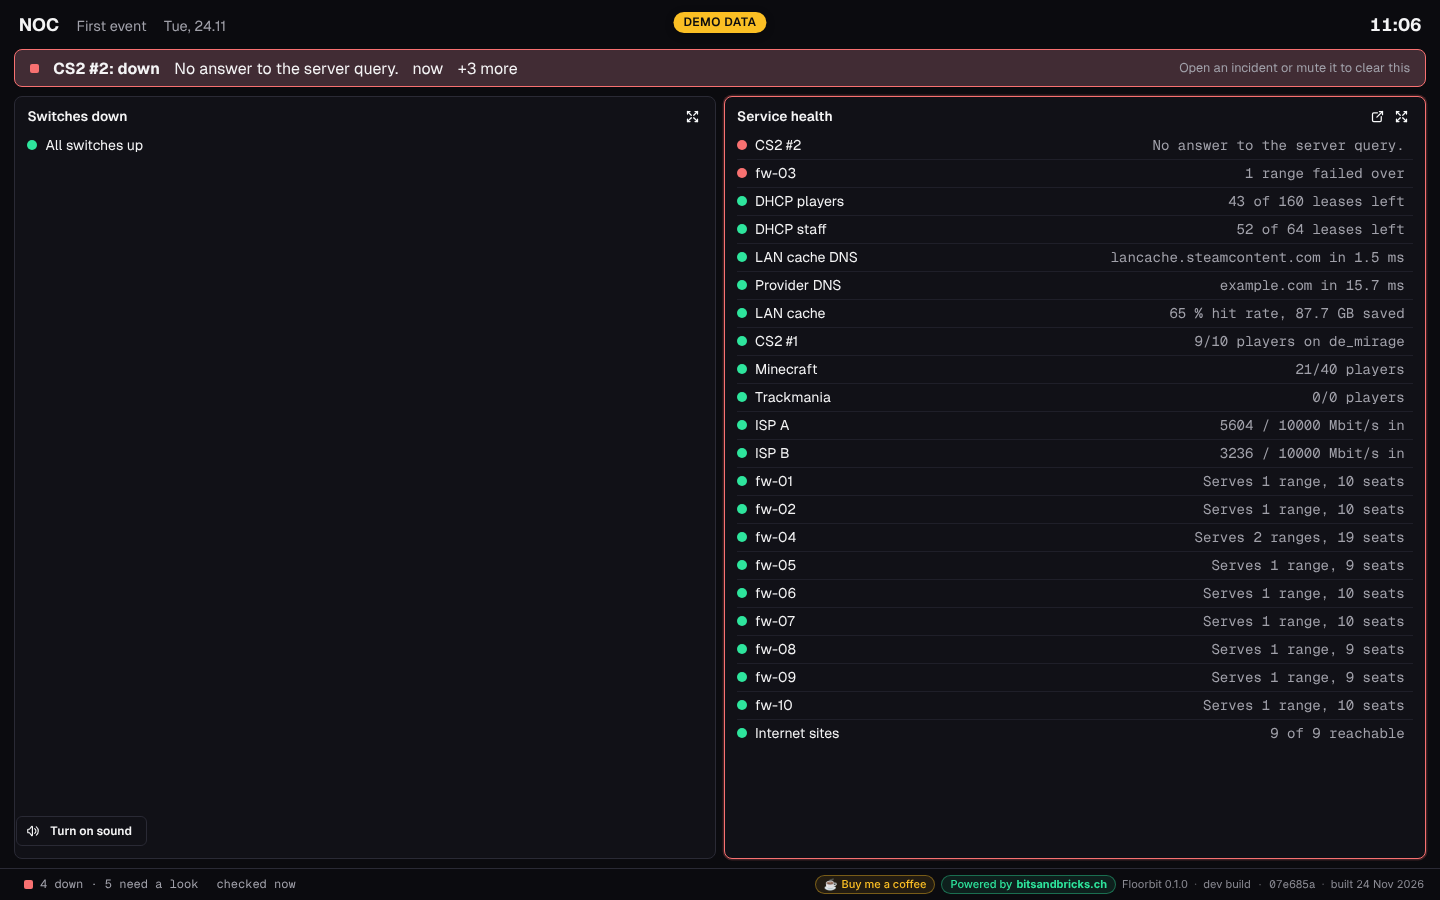 NOC First event Tue, 24.11 DEMO DATA 11:06
CS2 #2: down No answer to the server query. now +3 more Open an incident or mute it to clear this
Switches down
All switches up
Turn on sound
Service health
CS2 #2 No answer to the server query.
fw-03 1 range failed over
DHCP players 43 of 160 leases left
DHCP staff 52 of 64 leases left
LAN cache DNS lancache.steamcontent.com in 1.5 ms
Provider DNS example.com in 15.7 ms
LAN cache 65 % hit rate, 87.7 GB saved
CS2 #1 9/10 players on de_mirage
Minecraft 21/40 players
Trackmania 0/0 players
ISP A 5604 / 10000 Mbit/s in
ISP B 3236 / 10000 Mbit/s in
fw-01 Serves 1 range, 10 seats
fw-02 Serves 1 range, 10 seats
fw-04 Serves 2 ranges, 19 seats
fw-05 Serves 1 range, 9 seats
fw-06 Serves 1 range, 10 seats
fw-07 Serves 1 range, 10 seats
fw-08 Serves 1 range, 9 seats
fw-09 Serves 1 range, 9 seats
fw-10 Serves 1 range, 10 seats
Internet sites 9 of 9 reachable
4 down · 5 need a look checked now ☕ Buy me a coffee Powered by bitsandbricks.ch Floorbit 0.1.0 · dev build · 07e685a · built 24 Nov 2026